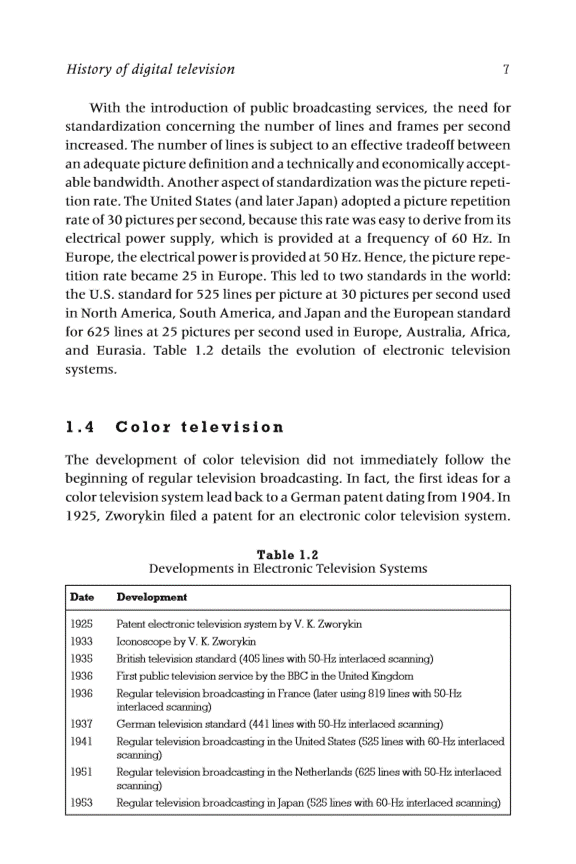 History of digital television 7
With the introduction of public broadcasting services, the need for
standardization concerning the number of lines and frames per second
increased. The number of lines is subject to an effective tradeoff between
an adequate picture definition and a technically and economically accept-
able bandwidth. Another aspect of standardization was the picture repeti-
tion rate. The United States (and later Japan) adopted a picture repetition
rate of 30 pictures per second, because this rate was easy to derive from its
electrical power supply, which is provided at a frequency of 60 Hz. In
Europe, the electrical power is provided at 50 Hz. Hence, the picture repe-
tition rate became 25 in Europe. This led to two standards in the world:
the U.S. standard for 525 lines per picture at 30 pictures per second used
in North America, South America, and Japan and the European standard
for 625 lines at 25 pictures per second used in Europe, Australia, Africa,
and Eurasia. Table 1.2 details the evolution of electronic television
systems.
1.4 Color television
The development of color television did not immediately follow the
beginning of regular television broadcasting. In fact, the first ideas for a
color television system lead back to a German patent dating from 1904. In
1925, Zworykin filed a patent for an electronic color television system.
Table 1.2
Developments in Electronic Television Systems
Date Development
1925 Patent electronic television system by V. K. Zworykin
1933 Iconoscope by V. K. Zworykin
1935 British television standard (405 lines with 50-Hz interlaced scanning)
1936 First public television service by the BBC in the United Kingdom
1936 Regular television broadcasting in France (later using 819 lines with 50-Hz
interlaced scanning)
1937 German television standard (441 lines with 50-Hz interlaced scanning)
1941 Regular television broadcasting in the United States (525 lines with 60-Hz interlaced
scanning)
1951 Regular television broadcasting in the Netherlands (625 lines with 50-Hz interlaced
scanning)
1953 Regular television broadcasting in Japan (525 lines with 60-Hz interlaced scanning)